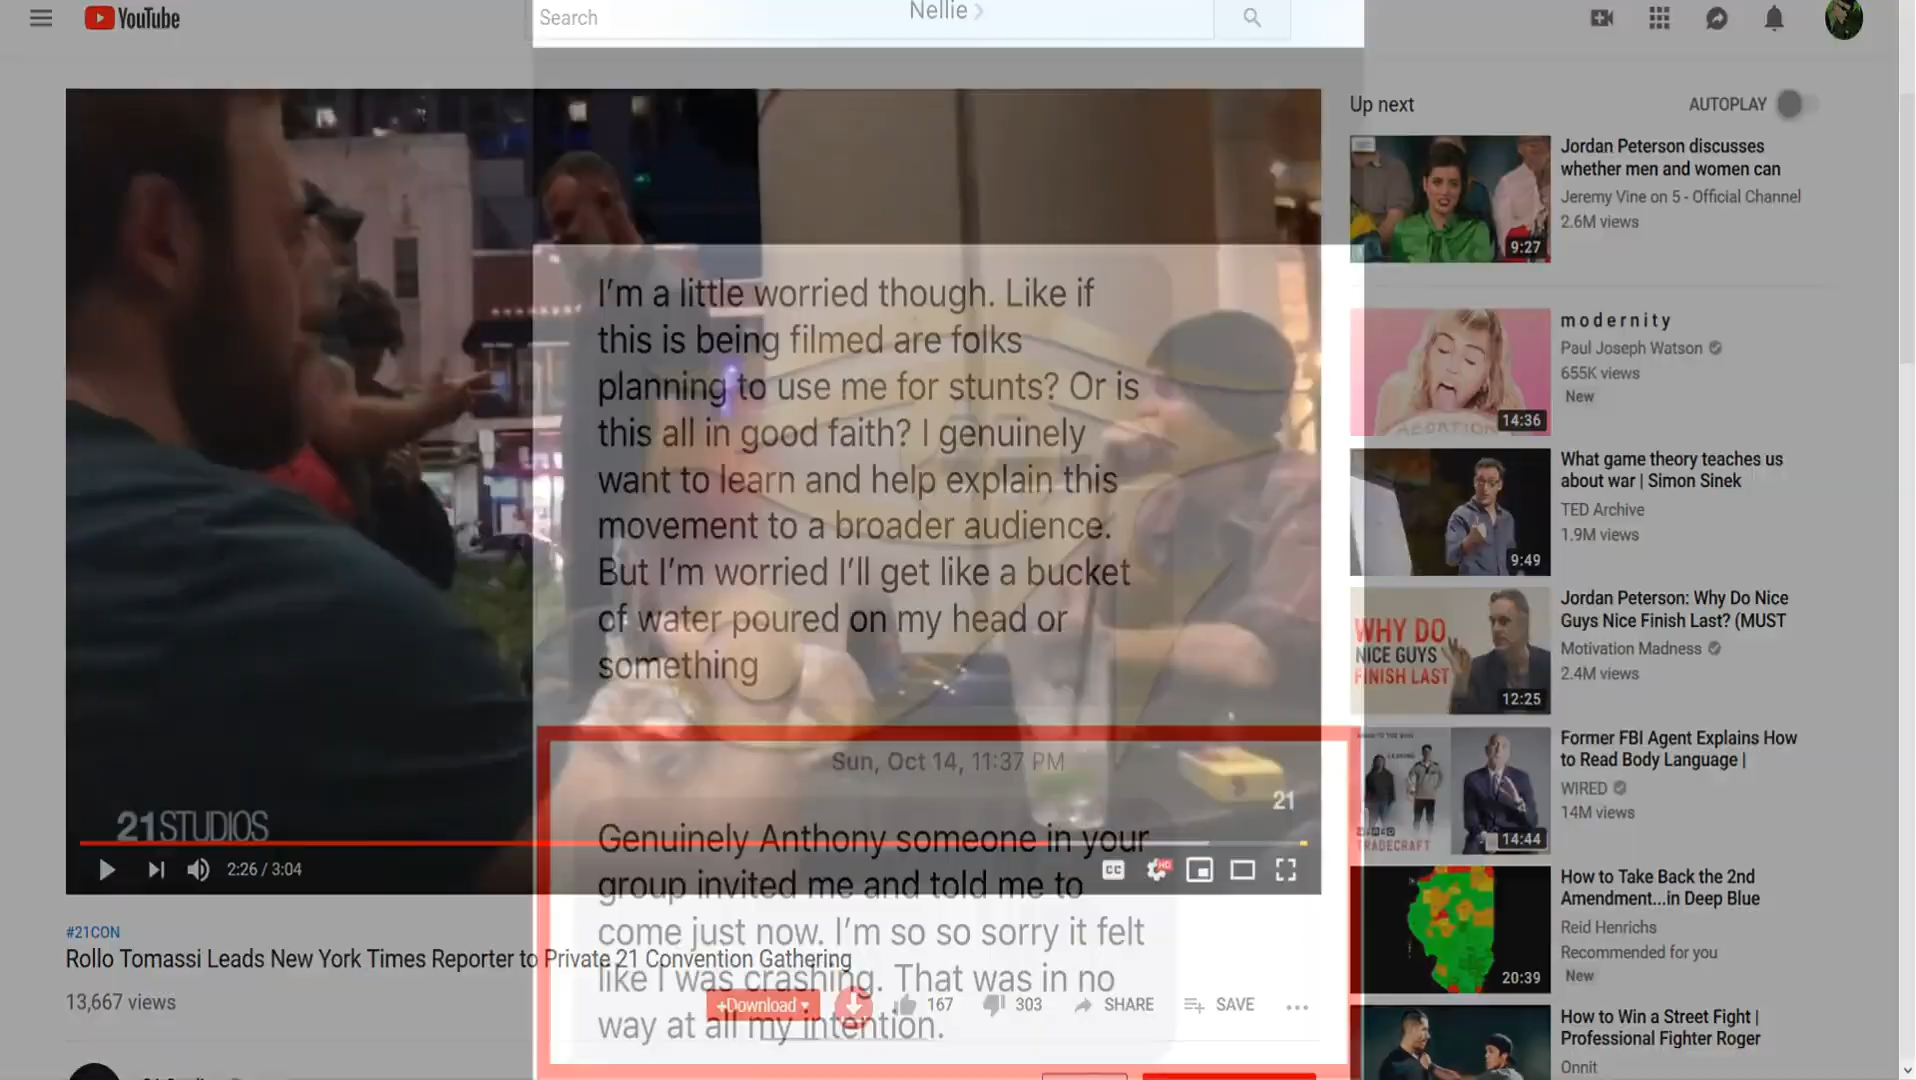 YouTube
Search
Nellie >
Up next
AUTOPLAY
Jordan Peterson discusses
whether men and women can
Jeremy Vine on 5 - Official Channel
2.6M views
9:27
modernity
Paul Joseph Watson
655K views
New
14:36
What game theory teaches us
about war | Simon Sinek
TED Archive
1.9M views
9:49
WHY DO
NICE GUYS
FINISH LAST
Jordan Peterson: Why Do Nice
Guys Nice Finish Last? (MUST
Motivation Madness
2.4M views
12:25
TRADECRAFT
Former FBI Agent Explains How
to Read Body Language |
WIRED
14M views
14:44
How to Take Back the 2nd
Amendment...in Deep Blue
Reid Henrichs
Recommended for you
New
20:39
How to Win a Street Fight |
Professional Fighter Roger
Onnit
I'm a little worried though. Like if
this is being filmed are folks
planning to use me for stunts? Or is
this all in good faith? I genuinely
want to learn and help explain this
movement to a broader audience.
But I'm worried I'll get like a bucket
of water poured on my head or
something
Sun, Oct 14, 11:37 PM
Genuinely Anthony someone in your
group invited me and told me to
come just now. I'm so so sorry it felt
like I was crashing. That was in no
way at all my intention.
21STUDIOS
21
2:26 / 3:04
CC
HD
#21CON
Rollo Tomassi Leads New York Times Reporter to Private 21 Convention Gathering
13,667 views
+Download
167
303
SHARE
SAVE